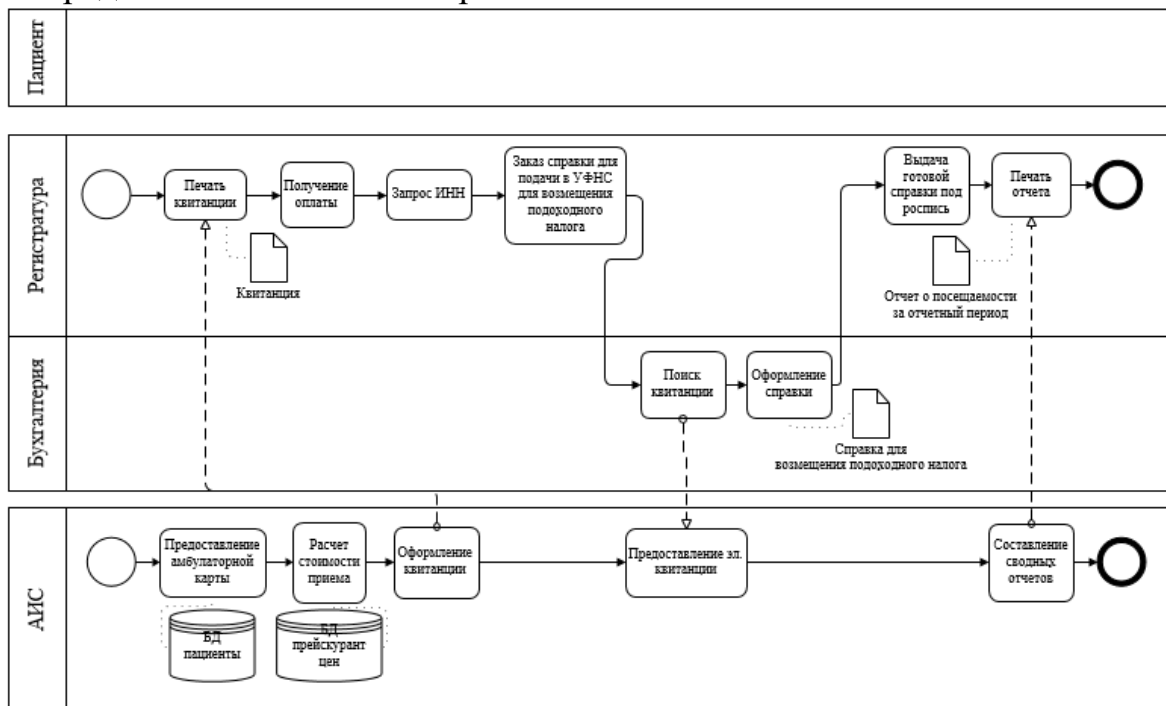 Пациент
Регистратура
Печать
квитанции
Получение
оплаты
Запрос ИНН
Заказ справки для
подачи в УФНС
для возмещения
подоходного
налога
Выдача
готовой
справки под
роспись
Печать
отчета
Квитанция
Отчет о посещаемости
за отчетный период
Бухгалтерия
Поиск
квитанции
Оформление
справки
Справка для
возмещения подоходного налога
АИС
Предоставление
амбулаторной
карты
Расчет
стоимости
приема
Оформление
квитанции
Предоставление эл.
квитанции
Составление
сводных
отчетов
БД
пациенты
БД
прейскурант
цен